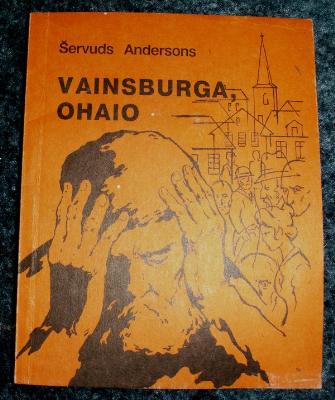 Šervuds Andersons
VAINSBURGA,
OHAIO